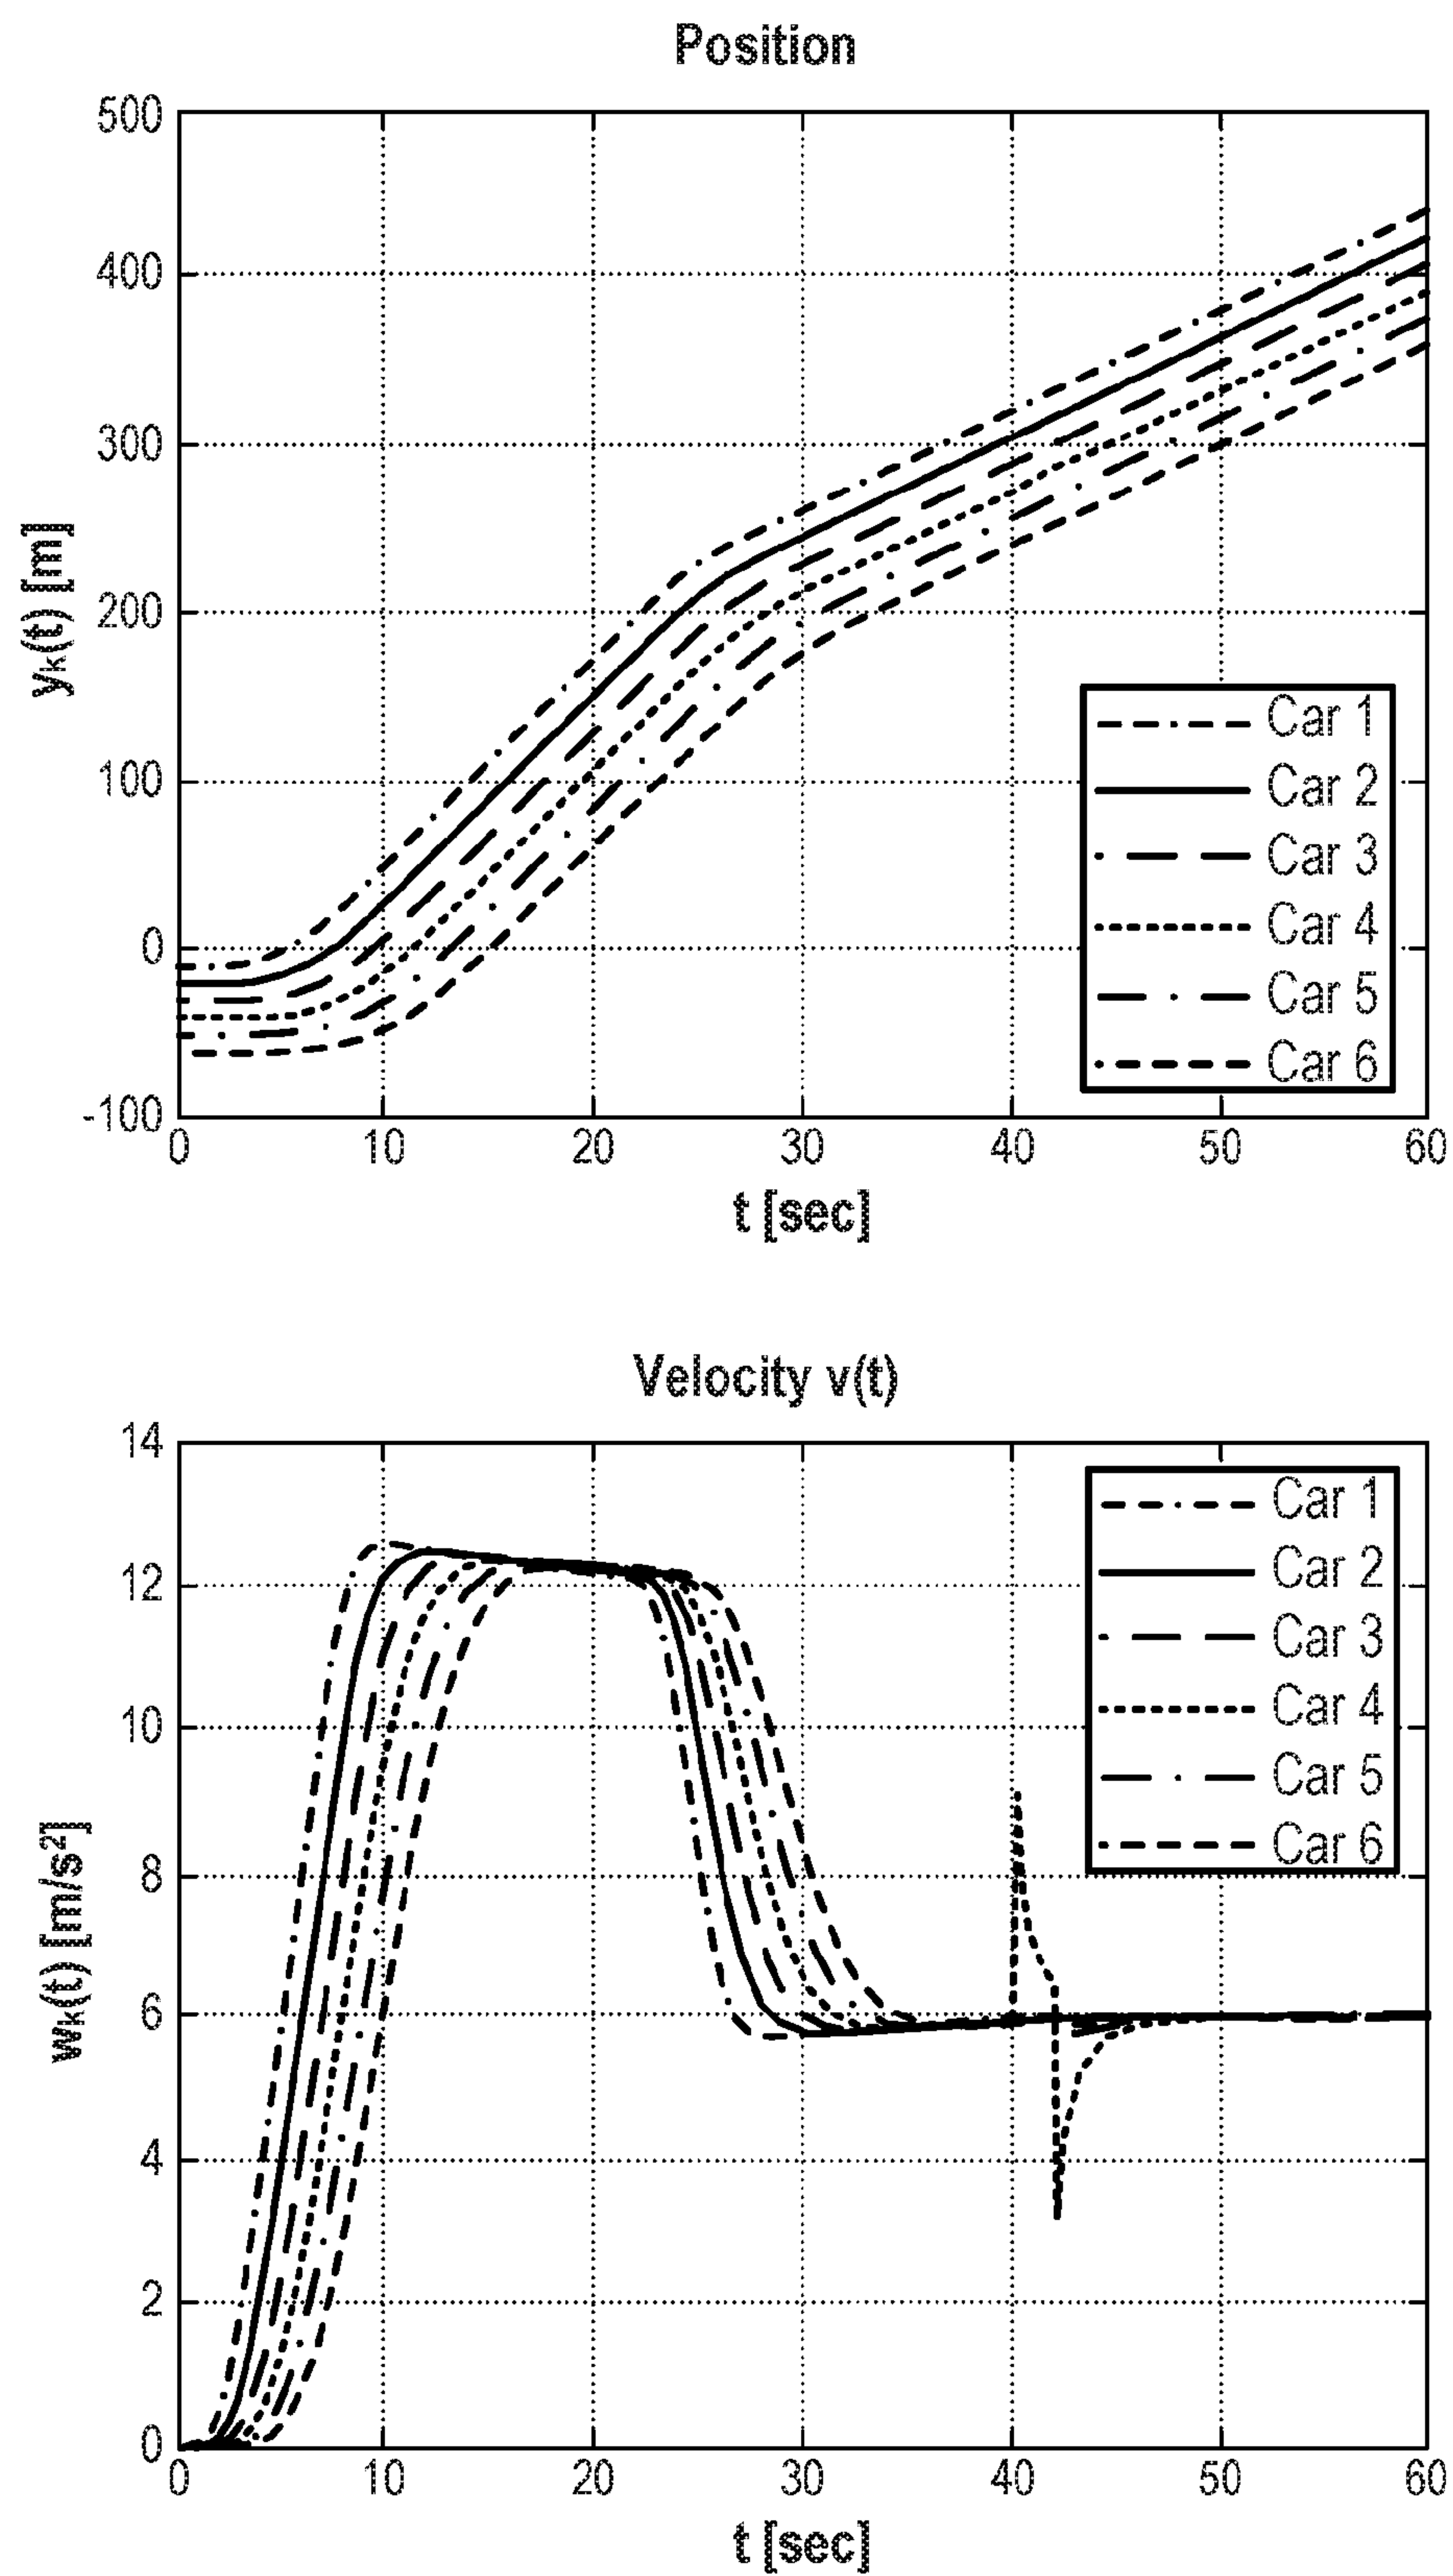 Position
500
400
300
200
100
0
-100
yk(t) [m]
0 10 20 30 40 50 60
t [sec]
Car 1
Car 2
Car 3
Car 4
Car 5
Car 6
Velocity v(t)
14
12
10
8
6
4
2
0
wk(t) [m/s²]
0 10 20 30 40 50 60
t [sec]
Car 1
Car 2
Car 3
Car 4
Car 5
Car 6